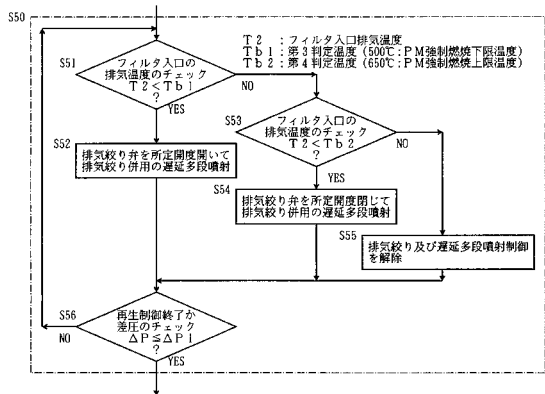 S50
Ｔ２ ：フィルタ入口排気温度
Ｔｂ１：第３判定温度（500℃：ＰＭ強制燃焼下限温度）
Ｔｂ２：第４判定温度（650℃：ＰＭ強制燃焼上限温度）
S51
フィルタ入口の
排気温度のチェック
Ｔ２＜Ｔｂ１
？
NO
YES
S52
排気絞り弁を所定開度開いて
排気絞り併用の遅延多段噴射
S53
フィルタ入口の
排気温度のチェック
Ｔ２＜Ｔｂ２
？
NO
YES
S54
排気絞り弁を所定開度閉じて
排気絞り併用の遅延多段噴射
S55
排気絞り及び遅延多段噴射制御
を解除
S56
再生制御終了か
差圧のチェック
ΔＰ≦ΔＰ１
？
NO
YES